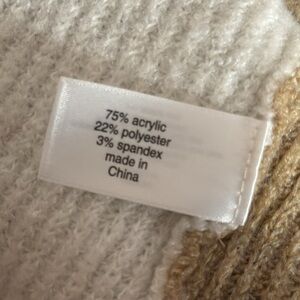 75% acrylic
22% polyester
3% spandex
made in
China